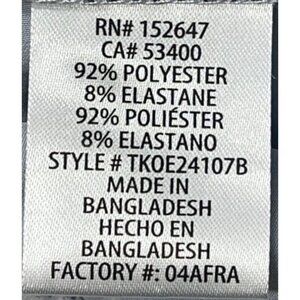 RN# 152647
CA# 53400
92% POLYESTER
8% ELASTANE
92% POLIÉSTER
8% ELASTANO
STYLE # TKOE24107B
MADE IN
BANGLADESH
HECHO EN
BANGLADESH
FACTORY #: 04AFRA